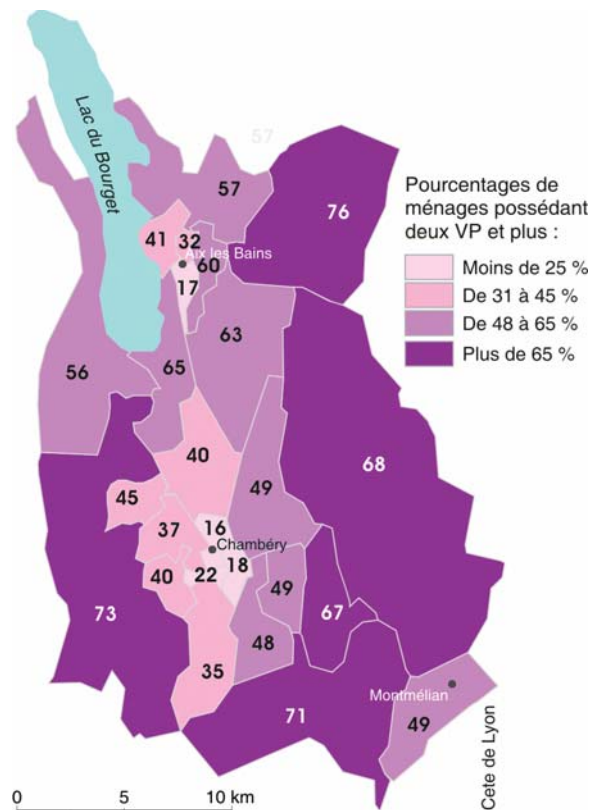 Lac du Bourget
57
57
76
Pourcentages de
ménages possédant
deux VP et plus :
Moins de 25 %
De 31 à 45 %
De 48 à 65 %
Plus de 65 %
41
32
Aix les Bains
60
17
63
56
65
40
68
49
45
37
16
Chambéry
40
22
18
49
67
73
48
35
71
Montmélian
49
Cete de Lyon
0 5 10 km